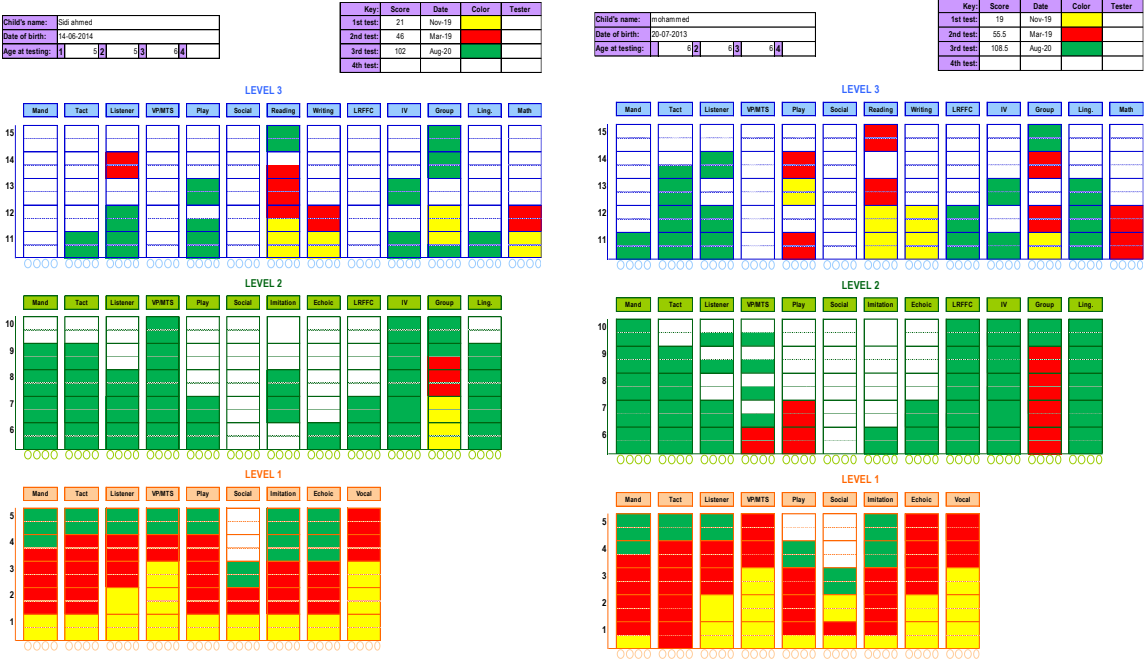 Key: Score Date Color Tester
1st test: 21 Nov-19
2nd test: 46 Mar-19
3rd test: 102 Aug-20
4th test:
Child's name: Sidi ahmed
Date of birth: 14-06-2014
Age at testing: 1 5 2 5 3 6 4
LEVEL 3
Mand Tact Listener VP/MTS Play Social Reading Writing LRFFC IV Group Ling. Math
15
14
13
12
11
LEVEL 2
Mand Tact Listener VP/MTS Play Social Imitation Echoic LRFFC IV Group Ling.
10
9
8
7
6
LEVEL 1
Mand Tact Listener VP/MTS Play Social Imitation Echoic Vocal
5
4
3
2
1
Key: Score Date Color Tester
1st test: 19 Nov-19
2nd test: 55.5 Mar-19
3rd test: 108.5 Aug-20
4th test:
Child's name: mohammed
Date of birth: 20-07-2013
Age at testing: 6 2 6 3 6 4
LEVEL 3
Mand Tact Listener VP/MTS Play Social Reading Writing LRFFC IV Group Ling. Math
15
14
13
12
11
LEVEL 2
Mand Tact Listener VP/MTS Play Social Imitation Echoic LRFFC IV Group Ling.
10
9
8
7
6
LEVEL 1
Mand Tact Listener VP/MTS Play Social Imitation Echoic Vocal
5
4
3
2
1